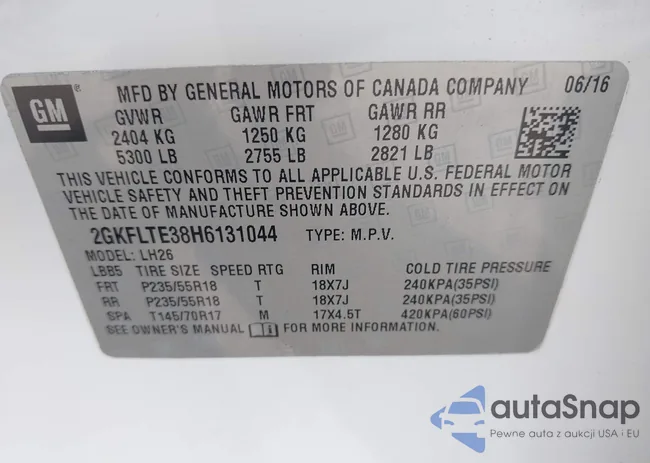 GM
MFD BY GENERAL MOTORS OF CANADA COMPANY 06/16
GVWR GAWR FRT GAWR RR
2404 KG 1250 KG 1280 KG
5300 LB 2755 LB 2821 LB
THIS VEHICLE CONFORMS TO ALL APPLICABLE U.S. FEDERAL MOTOR
VEHICLE SAFETY AND THEFT PREVENTION STANDARDS IN EFFECT ON
THE DATE OF MANUFACTURE SHOWN ABOVE.
2GKFLTE38H6131044 TYPE: M.P.V.
MODEL: LH26
LBB5 TIRE SIZE SPEED RTG RIM COLD TIRE PRESSURE
FRT P235/55R18 T 18X7J 240KPA(35PSI)
RR P235/55R18 T 18X7J 240KPA(35PSI)
SPA T145/70R17 M 17X4.5T 420KPA(60PSI)
SEE OWNER'S MANUAL FOR MORE INFORMATION.
autaSnap
Pewne auta z aukcji USA i EU